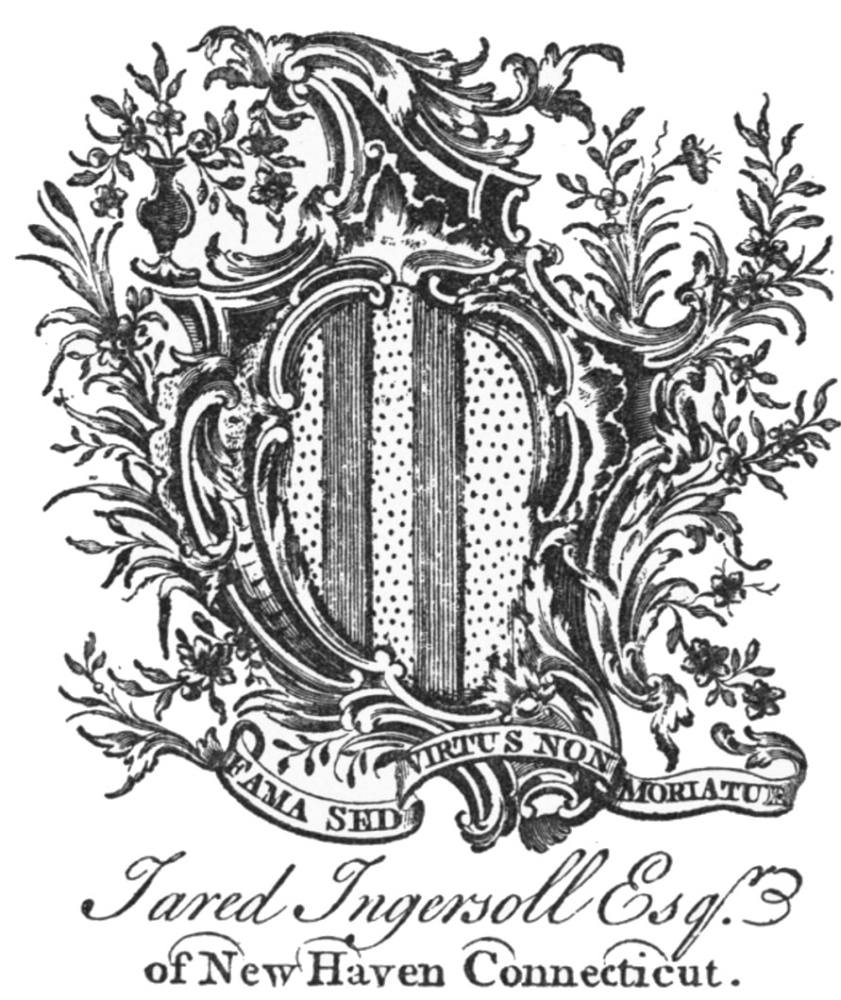 FAMA SED VIRTUS NON MORIATUR
Jared Ingersoll Esqr.
of New Haven Connecticut.